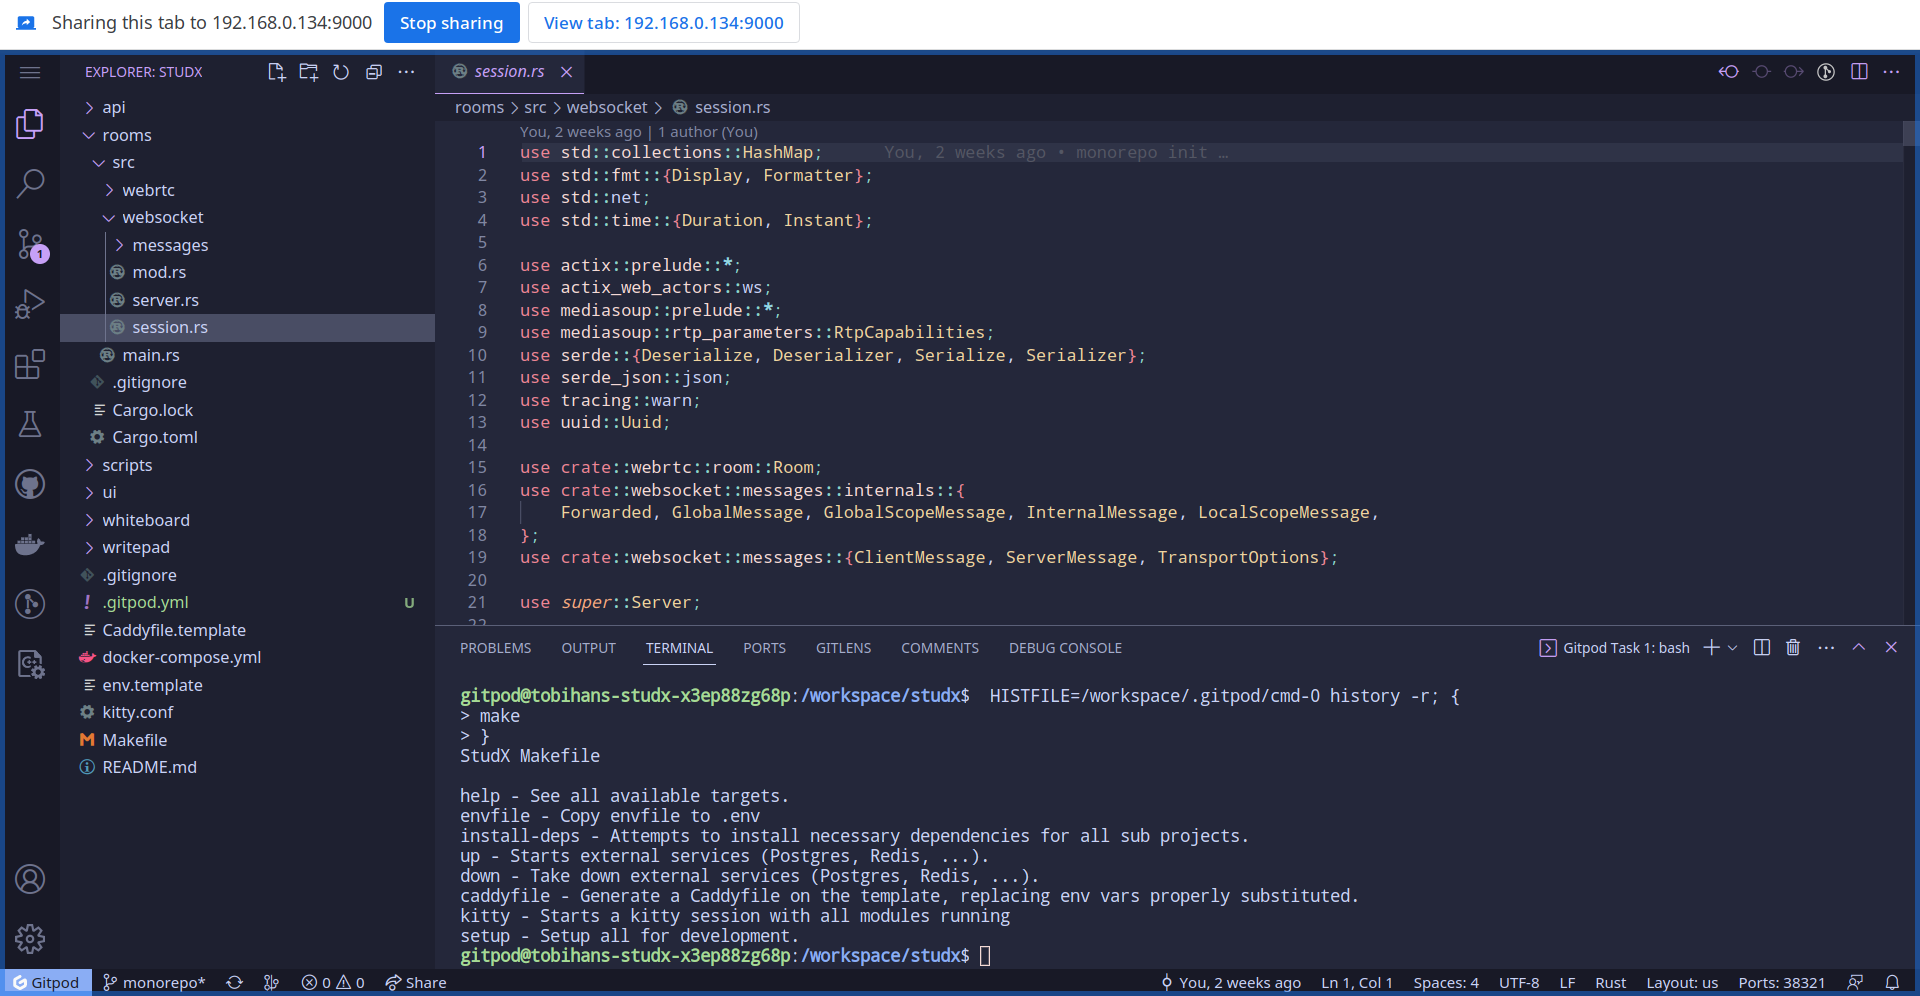 Sharing this tab to 192.168.0.134:9000 Stop sharing View tab: 192.168.0.134:9000
EXPLORER: STUDX
api
rooms
src
webrtc
websocket
messages
mod.rs
server.rs
session.rs
main.rs
.gitignore
Cargo.lock
Cargo.toml
scripts
ui
whiteboard
writepad
.gitignore
! .gitpod.yml U
Caddyfile.template
docker-compose.yml
env.template
kitty.conf
M Makefile
README.md
1
session.rs
rooms > src > websocket > session.rs
You, 2 weeks ago | 1 author (You)
1 use std::collections::HashMap; You, 2 weeks ago • monorepo init …
2 use std::fmt::{Display, Formatter};
3 use std::net;
4 use std::time::{Duration, Instant};
5
6 use actix::prelude::*;
7 use actix_web_actors::ws;
8 use mediasoup::prelude::*;
9 use mediasoup::rtp_parameters::RtpCapabilities;
10 use serde::{Deserialize, Deserializer, Serialize, Serializer};
11 use serde_json::json;
12 use tracing::warn;
13 use uuid::Uuid;
14
15 use crate::webrtc::room::Room;
16 use crate::websocket::messages::internals::{
17 Forwarded, GlobalMessage, GlobalScopeMessage, InternalMessage, LocalScopeMessage,
18 };
19 use crate::websocket::messages::{ClientMessage, ServerMessage, TransportOptions};
20
21 use super::Server;
22
PROBLEMS OUTPUT TERMINAL PORTS GITLENS COMMENTS DEBUG CONSOLE Gitpod Task 1: bash
gitpod@tobihans-studx-x3ep88zg68p:/workspace/studx$ HISTFILE=/workspace/.gitpod/cmd-0 history -r; {
> make
> }
StudX Makefile
help - See all available targets.
envfile - Copy envfile to .env
install-deps - Attempts to install necessary dependencies for all sub projects.
up - Starts external services (Postgres, Redis, ...).
down - Take down external services (Postgres, Redis, ...).
caddyfile - Generate a Caddyfile on the template, replacing env vars properly substituted.
kitty - Starts a kitty session with all modules running
setup - Setup all for development.
gitpod@tobihans-studx-x3ep88zg68p:/workspace/studx$
Gitpod monorepo* 0 0 Share You, 2 weeks ago Ln 1, Col 1 Spaces: 4 UTF-8 LF Rust Layout: us Ports: 38321